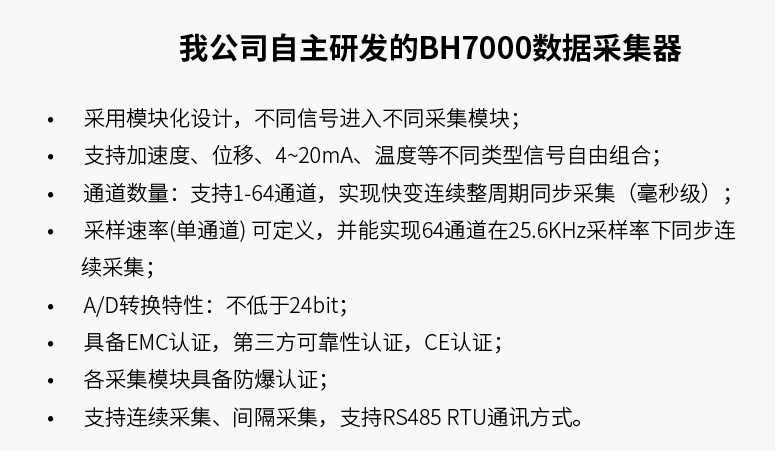 我公司自主研发的BH7000数据采集器
• 采用模块化设计，不同信号进入不同采集模块；
• 支持加速度、位移、4~20mA、温度等不同类型信号自由组合；
• 通道数量：支持1-64通道，实现快变连续整周期同步采集（毫秒级）；
• 采样速率(单通道) 可定义，并能实现64通道在25.6KHz采样率下同步连
续采集；
• A/D转换特性：不低于24bit；
• 具备EMC认证，第三方可靠性认证，CE认证；
• 各采集模块具备防爆认证；
• 支持连续采集、间隔采集，支持RS485 RTU通讯方式。